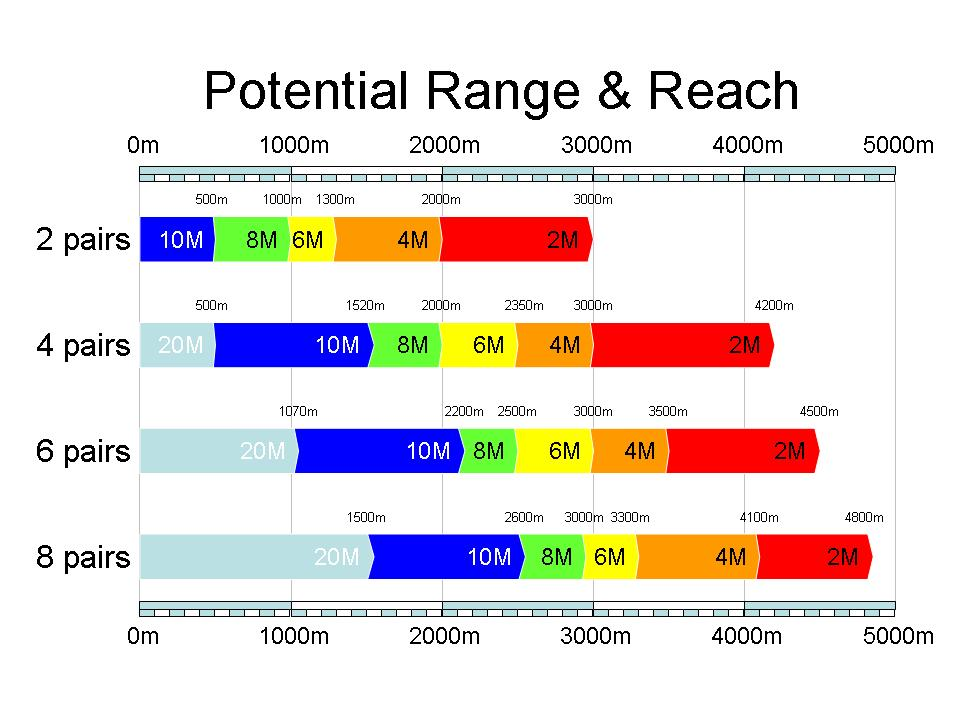 Potential Range & Reach
0m 1000m 2000m 3000m 4000m 5000m
500m 1000m 1300m 2000m 3000m
2 pairs 10M 8M 6M 4M 2M
500m 1520m 2000m 2350m 3000m 4200m
4 pairs 20M 10M 8M 6M 4M 2M
1070m 2200m 2500m 3000m 3500m 4500m
6 pairs 20M 10M 8M 6M 4M 2M
1500m 2600m 3000m 3300m 4100m 4800m
8 pairs 20M 10M 8M 6M 4M 2M
0m 1000m 2000m 3000m 4000m 5000m